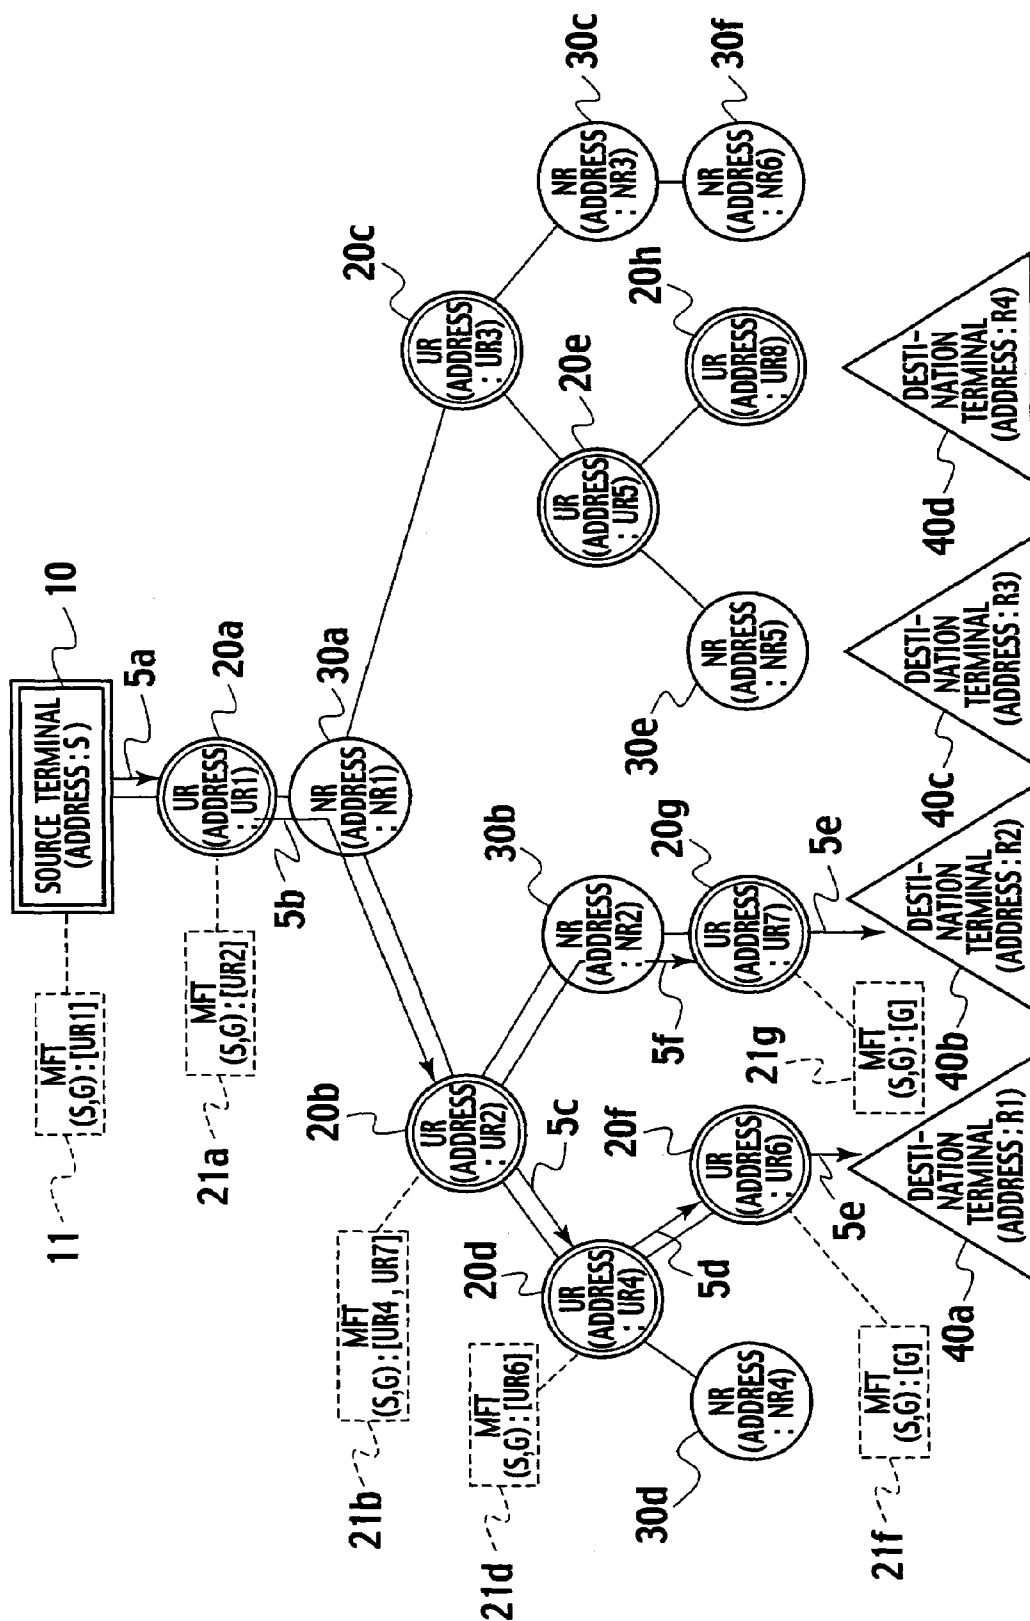 10
SOURCE TERMINAL
(ADDRESS : S)
5a
11
MFT
(S,G) : [UR1]
20a
UR
(ADDRESS
: UR1)
21a
MFT
(S,G) : [UR2]
5b
30a
NR
(ADDRESS
: NR1)
20b
UR
(ADDRESS
: UR2)
21b
MFT
(S,G) : [UR4 , UR7]
20c
UR
(ADDRESS
: UR3)
5c
20d
UR
(ADDRESS
: UR4)
21d
MFT
(S,G) : [UR6]
30b
NR
(ADDRESS
: NR2)
20e
UR
(ADDRESS
: UR5)
30c
NR
(ADDRESS
: NR3)
5d
5f
30d
NR
(ADDRESS
: NR4)
20f
UR
(ADDRESS
: UR6)
20g
UR
(ADDRESS
: UR7)
30e
NR
(ADDRESS
: NR5)
20h
UR
(ADDRESS
: UR8)
30f
NR
(ADDRESS
: NR6)
21f
MFT
(S,G) : [G]
5e
21g
MFT
(S,G) : [G]
5e
40a
DESTI-
NATION
TERMINAL
(ADDRESS : R1)
40b
DESTI-
NATION
TERMINAL
(ADDRESS : R2)
40c
DESTI-
NATION
TERMINAL
(ADDRESS : R3)
40d
DESTI-
NATION
TERMINAL
(ADDRESS : R4)